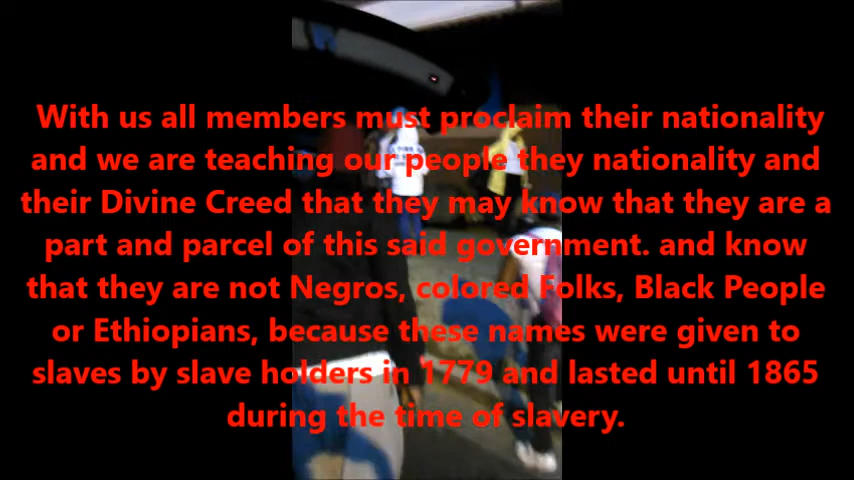 With us all members must proclaim their nationality
and we are teaching our people they nationality and
their Divine Creed that they may know that they are a
part and parcel of this said government. and know
that they are not Negros, colored Folks, Black People
or Ethiopians, because these names were given to
slaves by slave holders in 1779 and lasted until 1865
during the time of slavery.